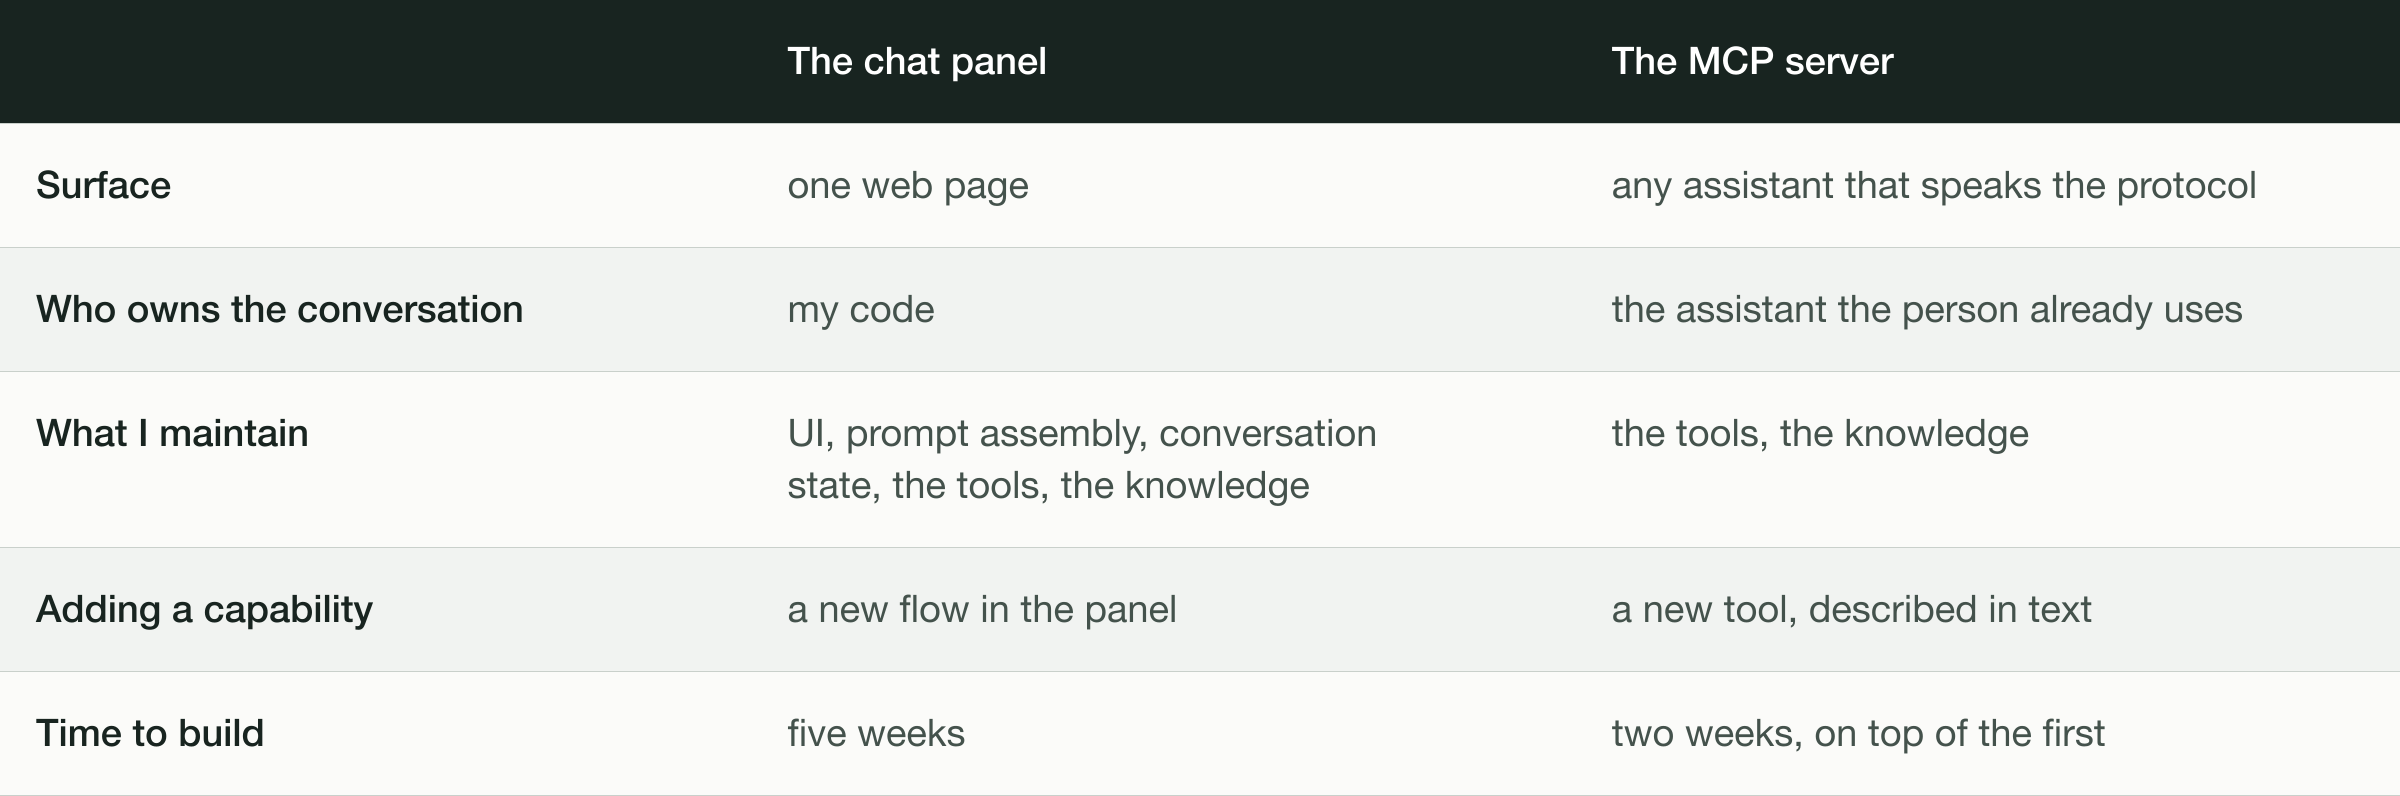 The chat panel The MCP server
Surface one web page any assistant that speaks the protocol
Who owns the conversation my code the assistant the person already uses
What I maintain UI, prompt assembly, conversation the tools, the knowledge
state, the tools, the knowledge
Adding a capability a new flow in the panel a new tool, described in text
Time to build five weeks two weeks, on top of the first